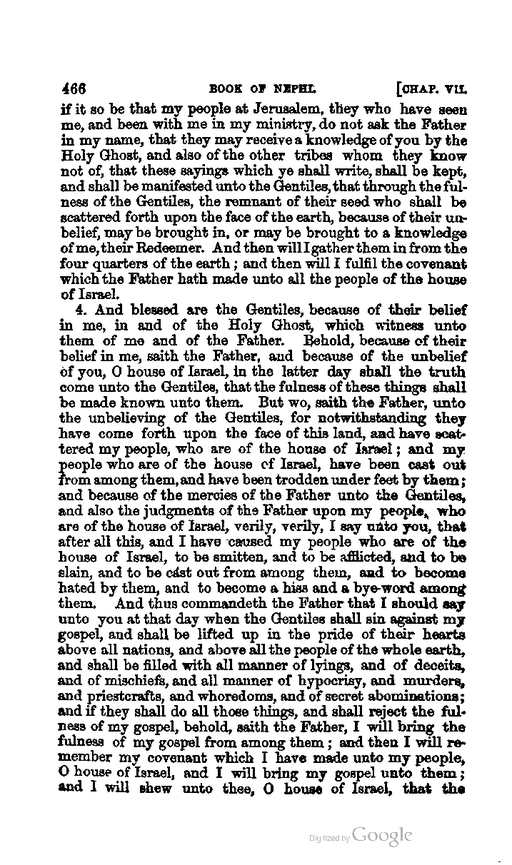 466 BOOK OF NEPHI. [CHAP. VII.
if it so be that my people at Jerusalem, they who have seen
me, and been with me in my ministry, do not ask the Father
in my name, that they may receive a knowledge of you by the
Holy Ghost, and also of the other tribes whom they know
not of, that these sayings which ye shall write, shall be kept,
and shall be manifested unto the Gentiles, that through the ful-
ness of the Gentiles, the remnant of their seed who shall be
scattered forth upon the face of the earth, because of their un-
belief, may be brought in, or may be brought to a knowledge
of me, their Redeemer. And then will I gather them in from the
four quarters of the earth; and then will I fulfil the covenant
which the Father hath made unto all the people of the house
of Israel.
4. And blessed are the Gentiles, because of their belief
in me, in and of the Holy Ghost, which witness unto
them of me and of the Father. Behold, because of their
belief in me, saith the Father, and because of the unbelief
of you, O house of Israel, in the latter day shall the truth
come unto the Gentiles, that the fulness of these things shall
be made known unto them. But wo, saith the Father, unto
the unbelieving of the Gentiles, for notwithstanding they
have come forth upon the face of this land, and have scat-
tered my people, who are of the house of Israel; and my
people who are of the house of Israel, have been cast out
from among them, and have been trodden under feet by them;
and because of the mercies of the Father unto the Gentiles,
and also the judgments of the Father upon my people, who
are of the house of Israel, verily, verily, I say unto you, that
after all this, and I have caused my people who are of the
house of Israel, to be smitten, and to be afflicted, and to be
slain, and to be cast out from among them, and to become
hated by them, and to become a hiss and a bye-word among
them. And thus commandeth the Father that I should say
unto you at that day when the Gentiles shall sin against my
gospel, and shall be lifted up in the pride of their hearts
above all nations, and above all the people of the whole earth,
and shall be filled with all manner of lyings, and of deceits,
and of mischiefs, and all manner of hypocrisy, and murders,
and priestcrafts, and whoredoms, and of secret abominations;
and if they shall do all those things, and shall reject the ful-
ness of my gospel, behold, saith the Father, I will bring the
fulness of my gospel from among them; and then I will re-
member my covenant which I have made unto my people,
O house of Israel, and I will bring my gospel unto them;
and I will shew unto thee, O house of Israel, that the
Digitized by Google